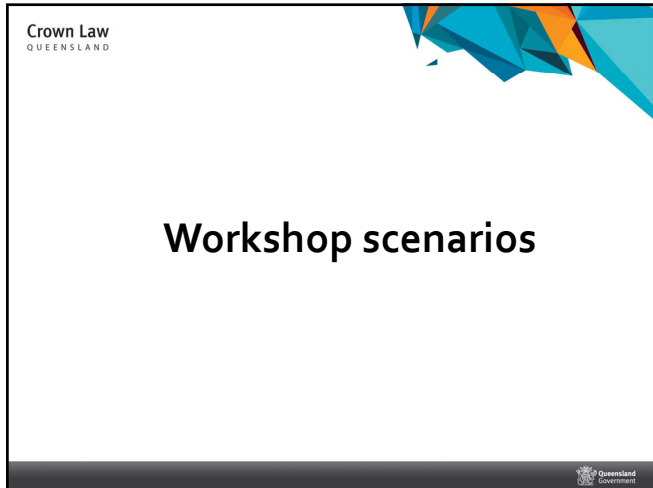 Crown Law
QUEENSLAND
Workshop scenarios
Queensland
Government